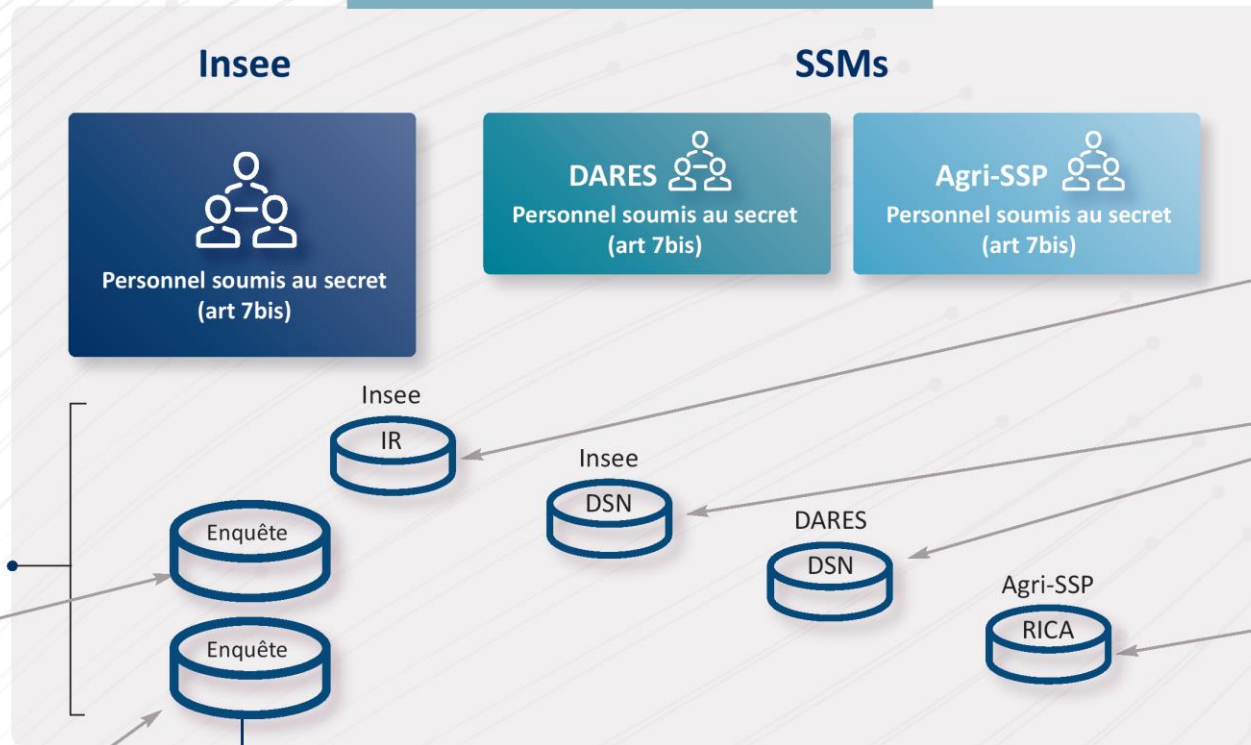 Insee
SSMs
Personnel soumis au secret
(art 7bis)
DARES
Personnel soumis au secret
(art 7bis)
Agri-SSP
Personnel soumis au secret
(art 7bis)
Insee
IR
Insee
DSN
Enquête
DARES
DSN
Agri-SSP
RICA
Enquête